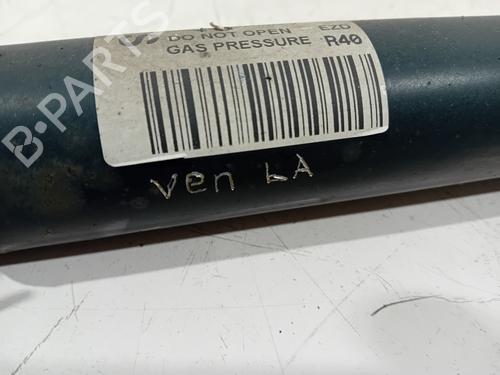 DO NOT OPEN EZD
GAS PRESSURE R40
B-PARTS
ven LA